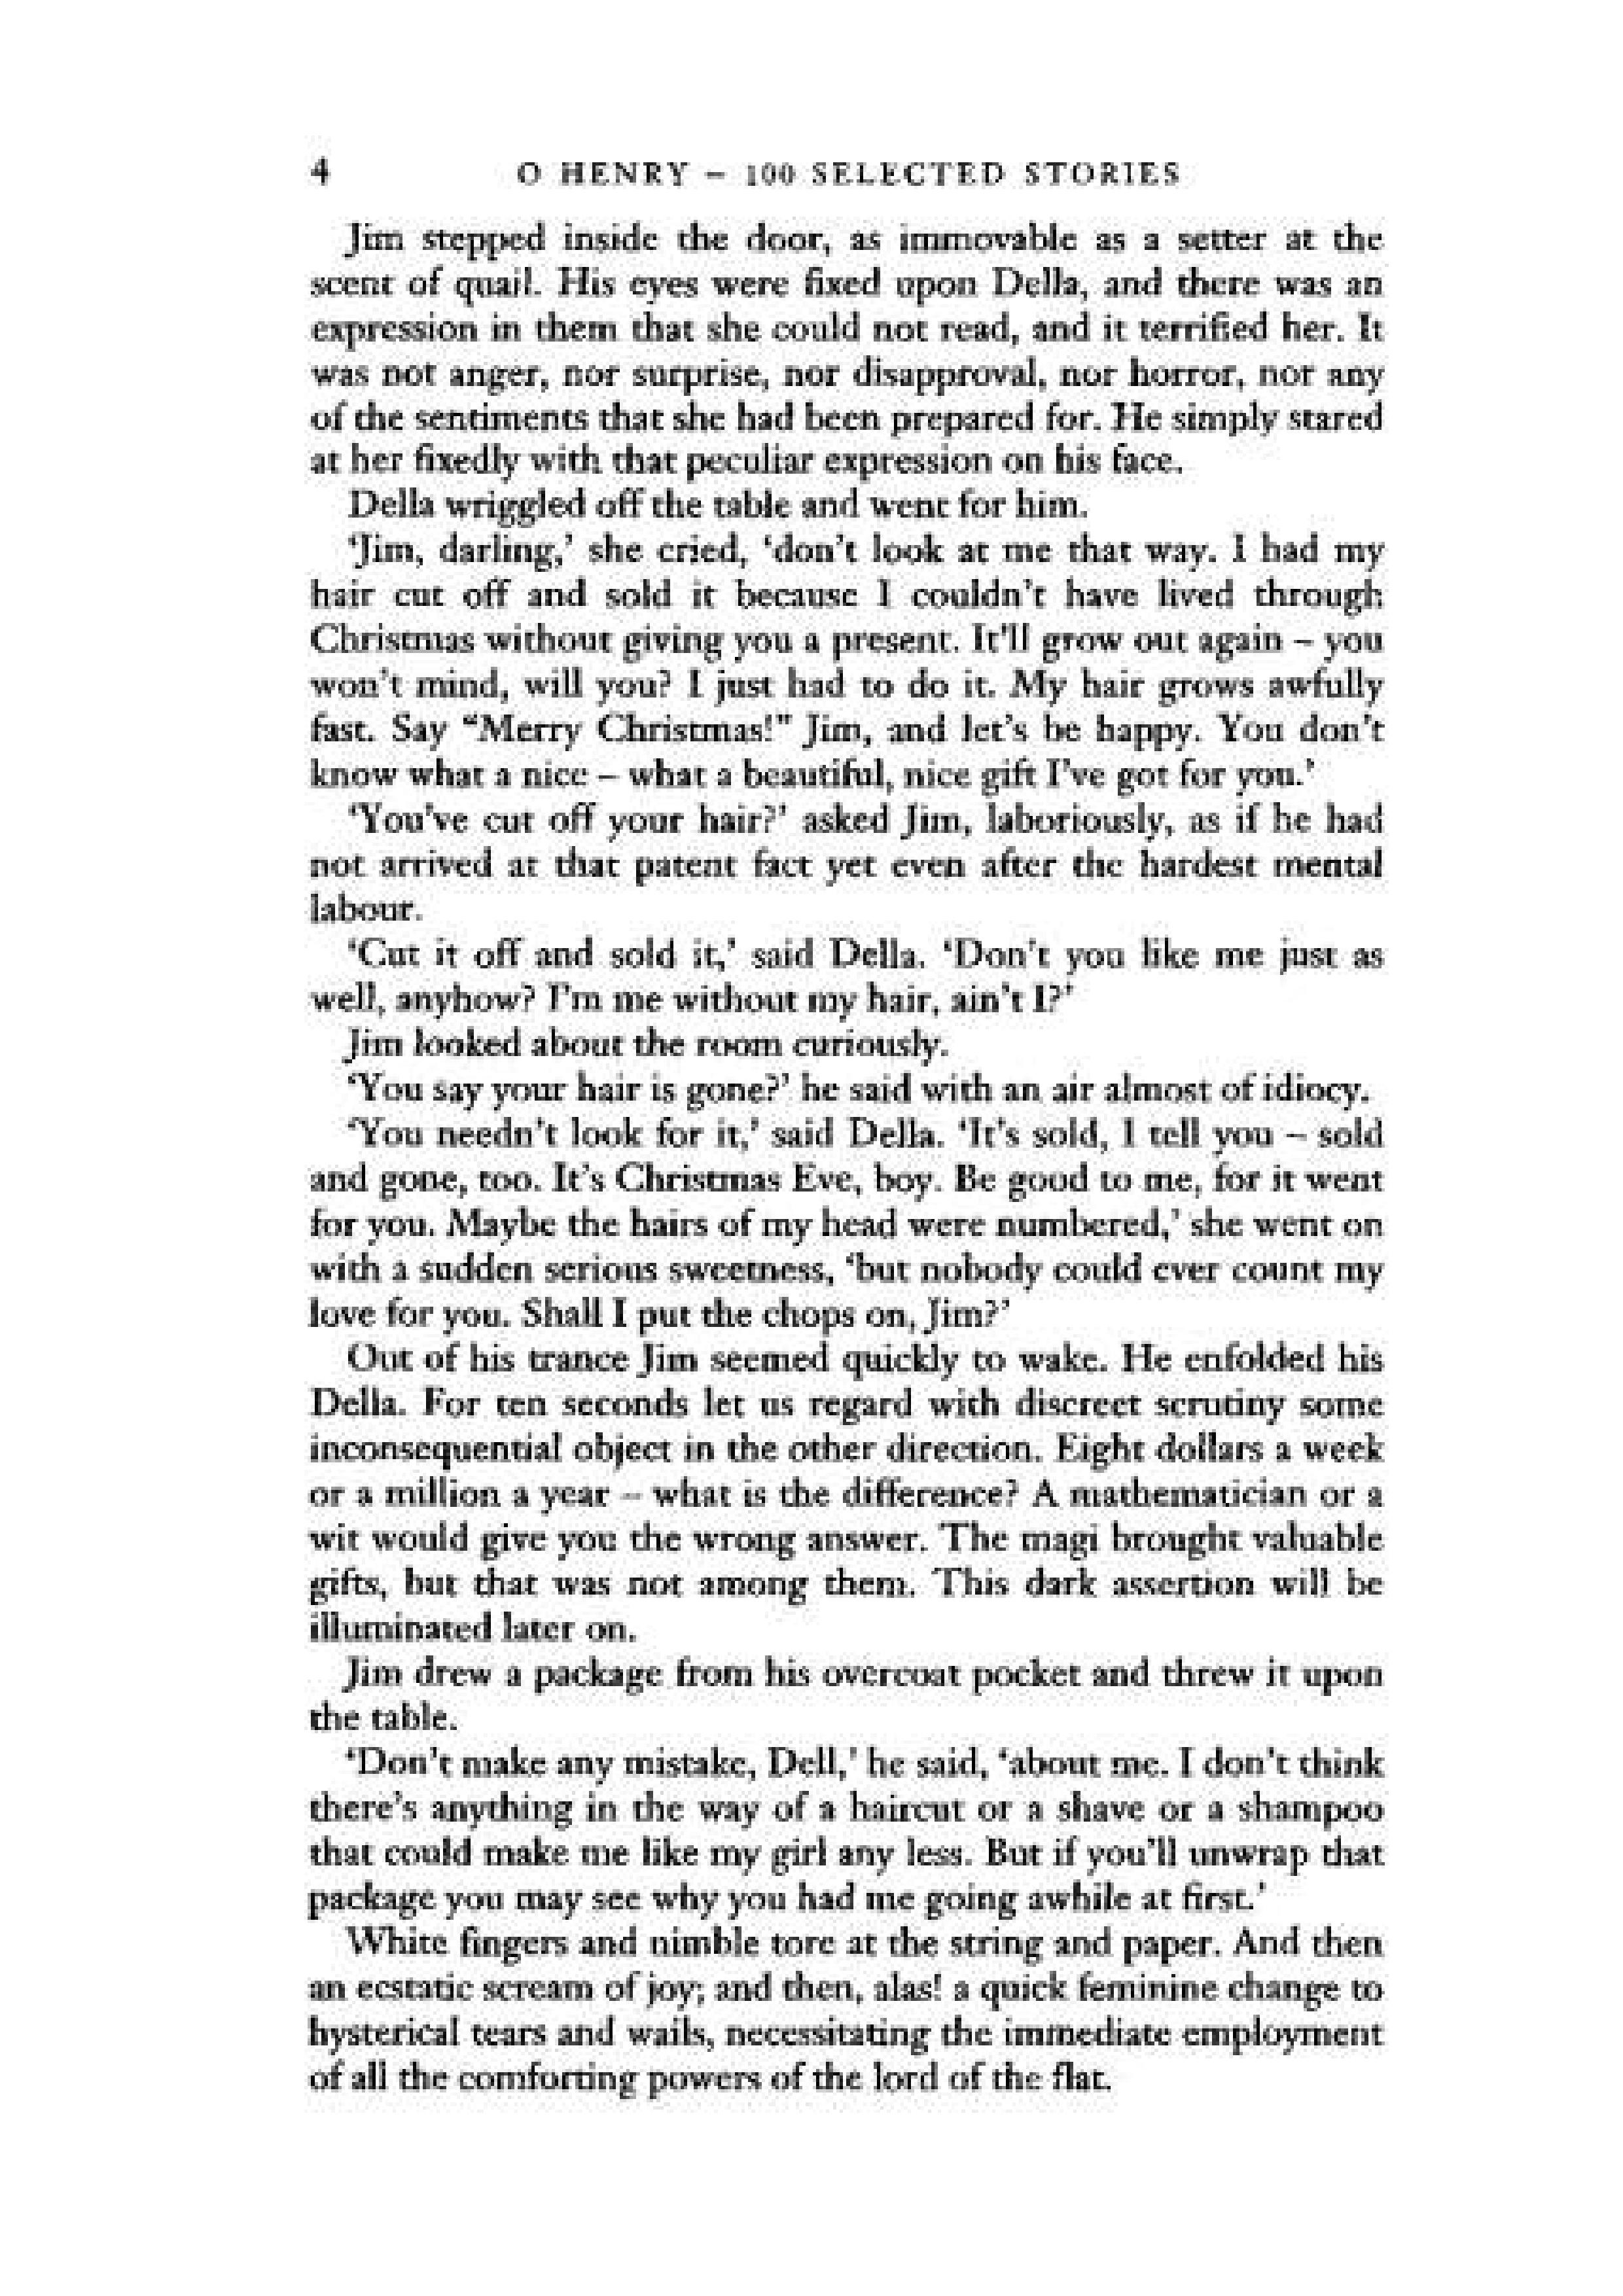 4 O HENRY – 100 SELECTED STORIES
Jim stepped inside the door, as immovable as a setter at the
scent of quail. His eyes were fixed upon Della, and there was an
expression in them that she could not read, and it terrified her. It
was not anger, nor surprise, nor disapproval, nor horror, nor any
of the sentiments that she had been prepared for. He simply stared
at her fixedly with that peculiar expression on his face.
Della wriggled off the table and went for him.
‘Jim, darling,’ she cried, ‘don’t look at me that way. I had my
hair cut off and sold it because I couldn’t have lived through
Christmas without giving you a present. It’ll grow out again – you
won’t mind, will you? I just had to do it. My hair grows awfully
fast. Say “Merry Christmas!” Jim, and let’s be happy. You don’t
know what a nice – what a beautiful, nice gift I’ve got for you.’
‘You’ve cut off your hair?’ asked Jim, laboriously, as if he had
not arrived at that patent fact yet even after the hardest mental
labour.
‘Cut it off and sold it,’ said Della. ‘Don’t you like me just as
well, anyhow? I’m me without my hair, ain’t I?’
Jim looked about the room curiously.
‘You say your hair is gone?’ he said with an air almost of idiocy.
‘You needn’t look for it,’ said Della. ‘It’s sold, I tell you – sold
and gone, too. It’s Christmas Eve, boy. Be good to me, for it went
for you. Maybe the hairs of my head were numbered,’ she went on
with a sudden serious sweetness, ‘but nobody could ever count my
love for you. Shall I put the chops on, Jim?’
Out of his trance Jim seemed quickly to wake. He enfolded his
Della. For ten seconds let us regard with discreet scrutiny some
inconsequential object in the other direction. Eight dollars a week
or a million a year – what is the difference? A mathematician or a
wit would give you the wrong answer. The magi brought valuable
gifts, but that was not among them. This dark assertion will be
illuminated later on.
Jim drew a package from his overcoat pocket and threw it upon
the table.
‘Don’t make any mistake, Dell,’ he said, ‘about me. I don’t think
there’s anything in the way of a haircut or a shave or a shampoo
that could make me like my girl any less. But if you’ll unwrap that
package you may see why you had me going awhile at first.’
White fingers and nimble tore at the string and paper. And then
an ecstatic scream of joy; and then, alas! a quick feminine change to
hysterical tears and wails, necessitating the immediate employment
of all the comforting powers of the lord of the flat.